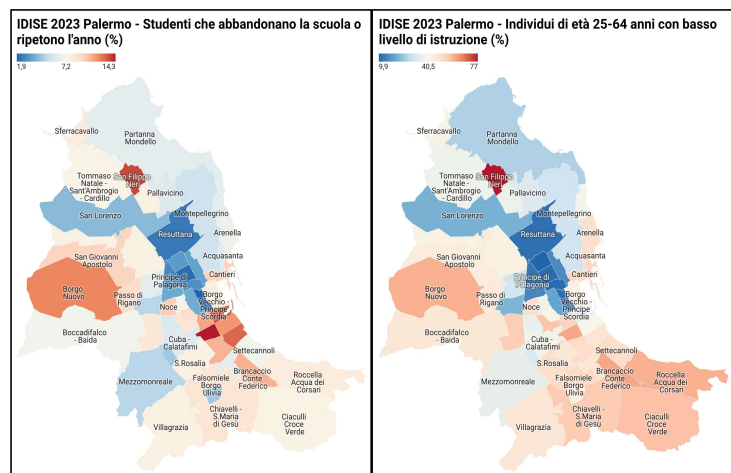 IDISE 2023 Palermo - Studenti che abbandonano la scuola o
ripetono l'anno (%)
1,9
7,2
14,3
Sferracavallo
Partanna
Mondello
San Filippo
Neri
Tommaso
Natale -
Sant'Ambrogio
- Cardillo
Pallavicino
San Lorenzo
Montepellegrino
Resuttana
Arenella
San Giovanni
Apostolo
Acquasanta
Principe di
Palagonia
Cantieri
Borgo
Nuovo
Passo di
Rigano
Borgo
Vecchio -
Principe
Scordia
Noce
Boccadifalco
- Baida
Cuba -
Calatafimi
Settecannoli
S.Rosalia
Mezzomonreale
Falsomiele
Borgo
Ulivia
Brancaccio
Conte
Federico
Roccella
Acqua dei
Corsari
Chiavelli -
S.Maria
di Gesù
Villagrazia
Ciaculli
Croce
Verde
IDISE 2023 Palermo - Individui di età 25-64 anni con basso
livello di istruzione (%)
9,9
40,5
77
Sferracavallo
Partanna
Mondello
San Filippo
Neri
Tommaso
Natale -
Sant'Ambrogio
- Cardillo
Pallavicino
San Lorenzo
Montepellegrino
Resuttana
Arenella
San Giovanni
Apostolo
Acquasanta
Principe di
Palagonia
Cantieri
Borgo
Nuovo
Passo di
Rigano
Borgo
Vecchio -
Principe
Scordia
Noce
Boccadifalco
- Baida
Cuba -
Calatafimi
Settecannoli
S.Rosalia
Mezzomonreale
Falsomiele
Borgo
Ulivia
Brancaccio
Conte
Federico
Roccella
Acqua dei
Corsari
Chiavelli -
S.Maria
di Gesù
Villagrazia
Ciaculli
Croce
Verde